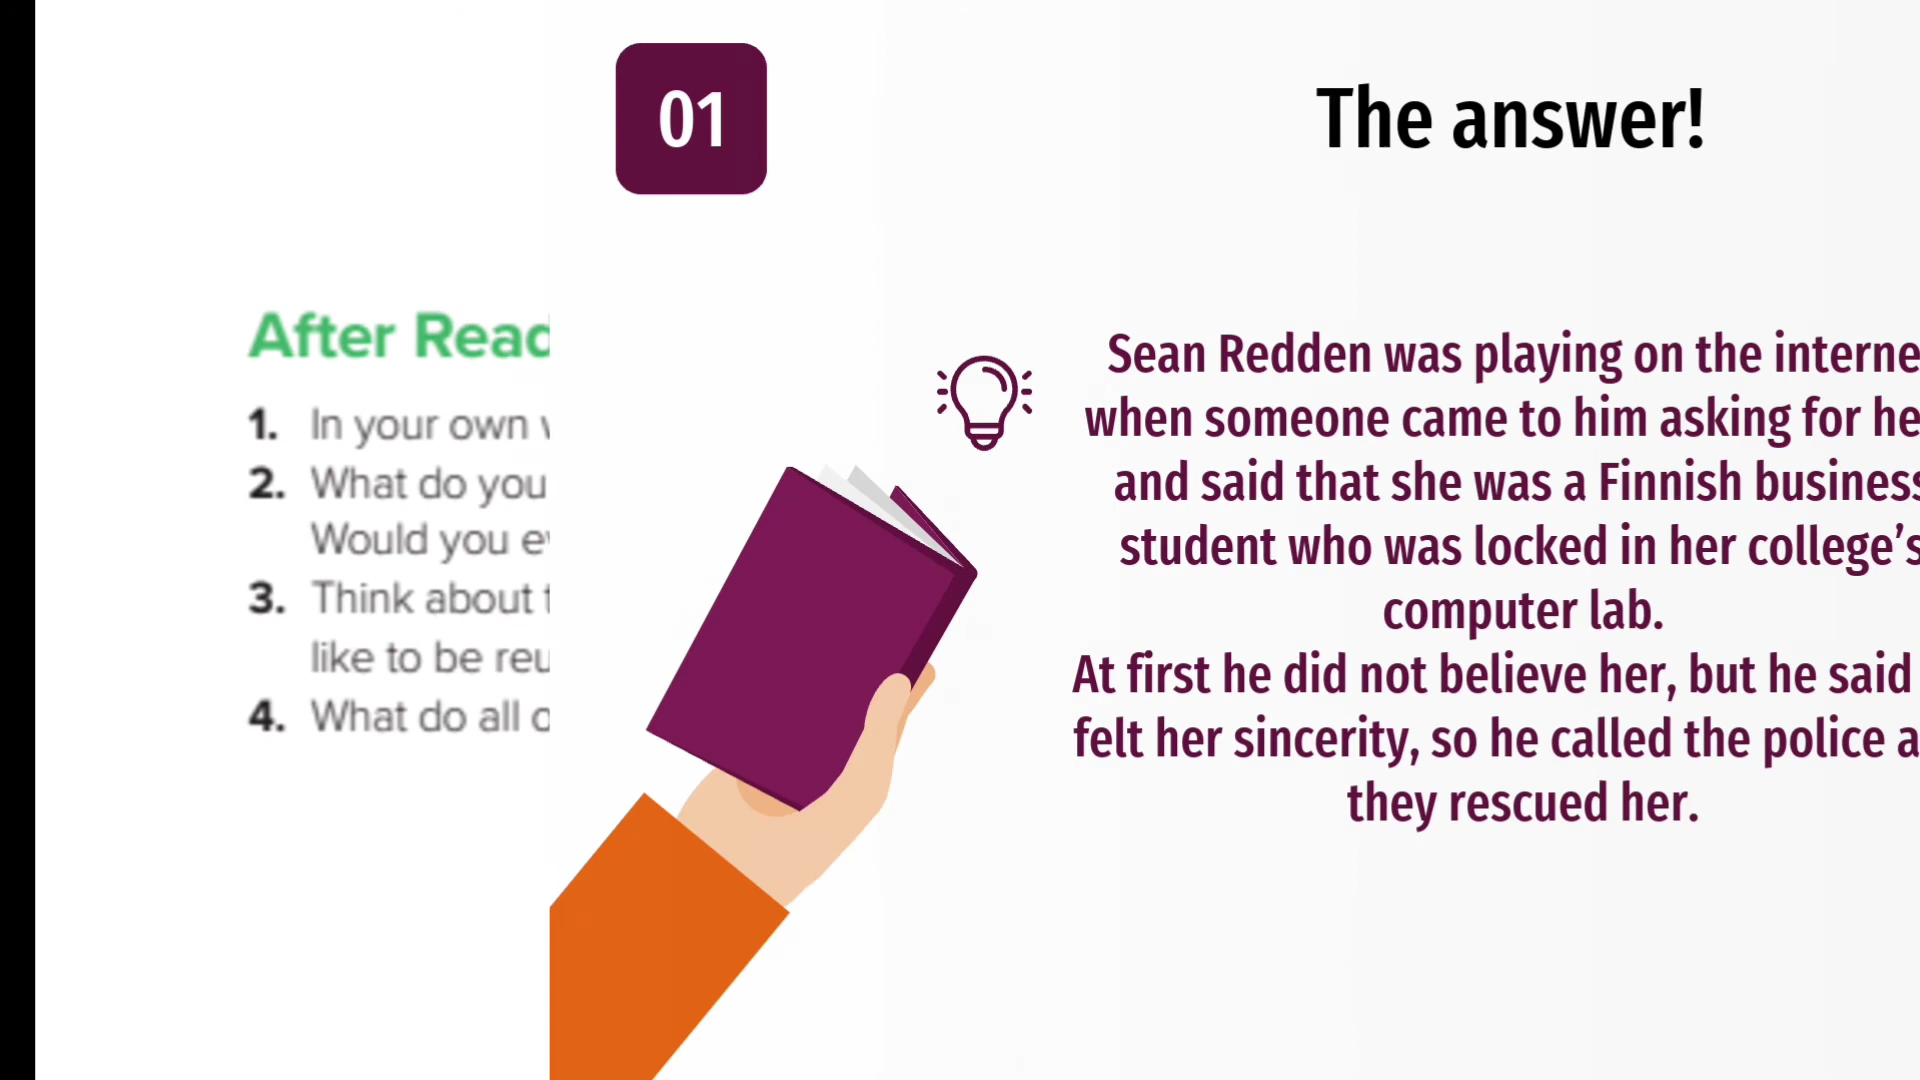 After Read
1. In your own
2. What do you
Would you
3. Think about
like to be
4. What do all
01
The answer!
Sean Redden was playing on the interne
when someone came to him asking for he
and said that she was a Finnish business
student who was locked in her college’s
computer lab.
At first he did not believe her, but he said
felt her sincerity, so he called the police a
they rescued her.